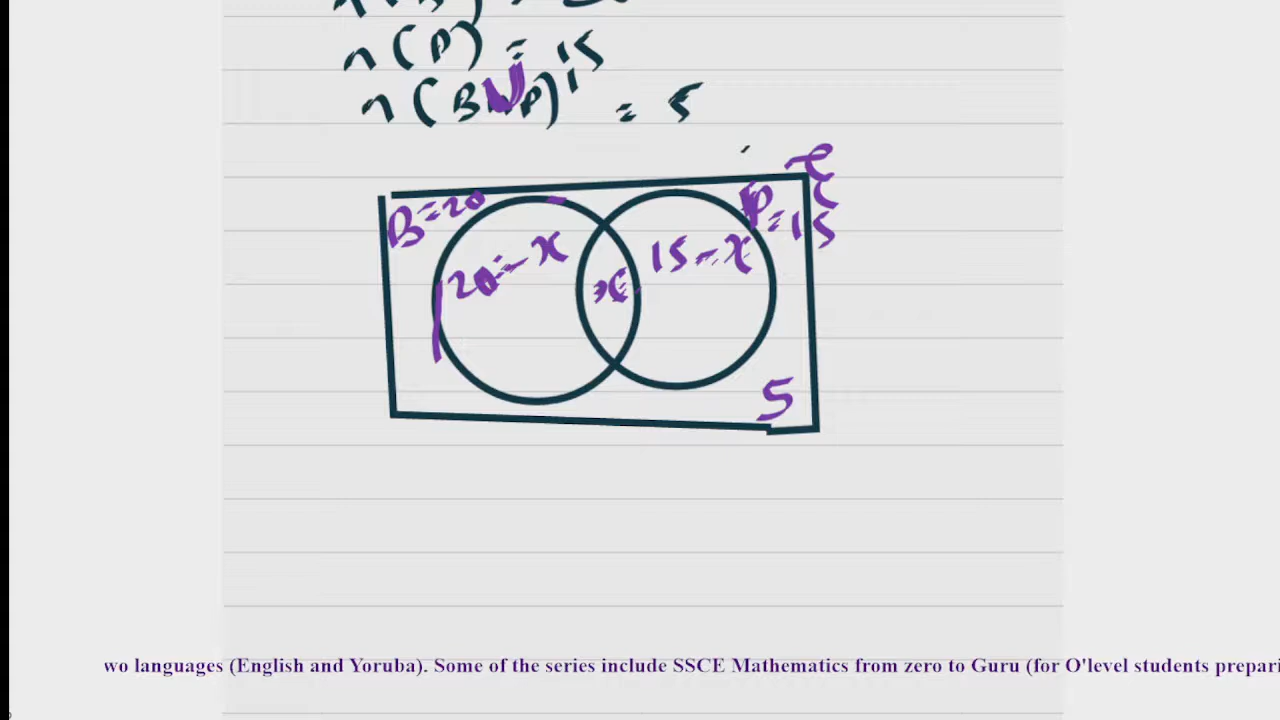 n(P) = 15
n(B∪P)' = 5
B=20
P=15
20-x
x
15-x
5
wo languages (English and Yoruba). Some of the series include SSCE Mathematics from zero to Guru (for O'level students prepari